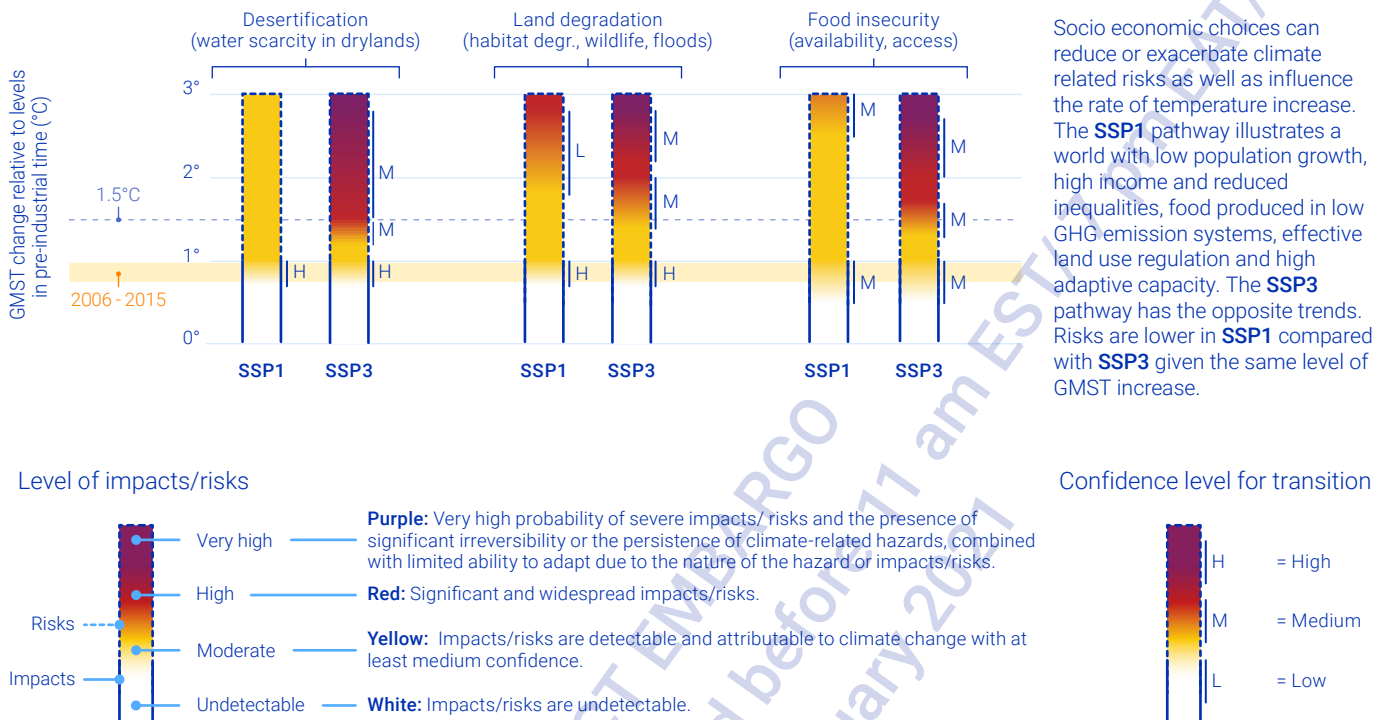 Desertification
(water scarcity in drylands)
Land degradation
(habitat degr., wildlife, floods)
Food insecurity
(availability, access)
GMST change relative to levels
in pre-industrial time (°C)
3°
2°
1°
0°
1.5°C
2006 - 2015
M
M
H
H
L
H
M
M
H
M
M
M
M
M
SSP1
SSP3
SSP1
SSP3
SSP1
SSP3
Socio economic choices can
reduce or exacerbate climate
related risks as well as influence
the rate of temperature increase.
The SSP1 pathway illustrates a
world with low population growth,
high income and reduced
inequalities, food produced in low
GHG emission systems, effective
land use regulation and high
adaptive capacity. The SSP3
pathway has the opposite trends.
Risks are lower in SSP1 compared
with SSP3 given the same level of
GMST increase.
Level of impacts/risks
Risks
Impacts
Very high
High
Moderate
Undetectable
Purple: Very high probability of severe impacts/ risks and the presence of
significant irreversibility or the persistence of climate-related hazards, combined
with limited ability to adapt due to the nature of the hazard or impacts/risks.
Red: Significant and widespread impacts/risks.
Yellow: Impacts/risks are detectable and attributable to climate change with at
least medium confidence.
White: Impacts/risks are undetectable.
Confidence level for transition
H = High
M = Medium
L = Low
EMBARGO
before 11 am EST/ 7 pm EAT/
2021